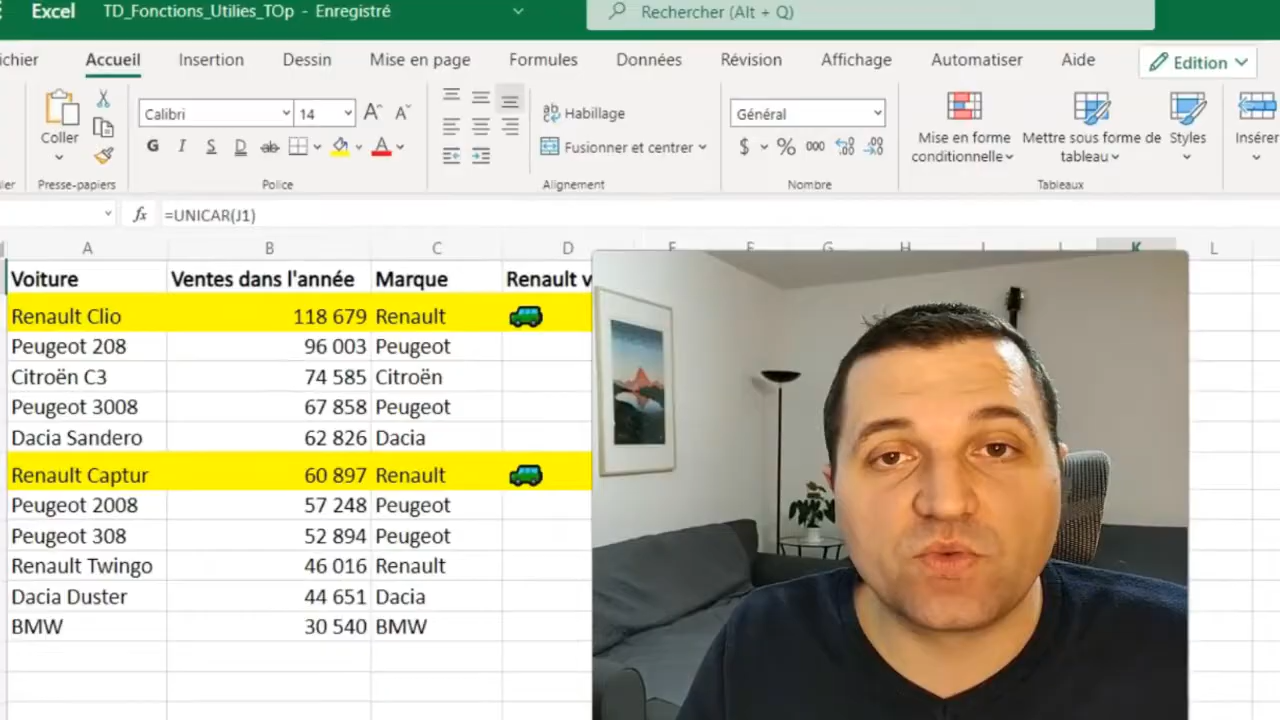 Excel TD_Fonctions_Utilies_TOp - Enregistré Rechercher (Alt + Q)
ichier Accueil Insertion Dessin Mise en page Formules Données Révision Affichage Automatiser Aide Edition
Coller
Calibri 14
G I S D ab
Habillage
Fusionner et centrer
Général
$ % 000
Mise en forme conditionnelle
Mettre sous forme de tableau
Styles
Insérer
ier Presse-papiers Police Alignement Nombre Tableaux
fx =UNICAR(J1)
A B C D E F G H I J K L
Voiture Ventes dans l'année Marque Renault v
Renault Clio 118 679 Renault
Peugeot 208 96 003 Peugeot
Citroën C3 74 585 Citroën
Peugeot 3008 67 858 Peugeot
Dacia Sandero 62 826 Dacia
Renault Captur 60 897 Renault
Peugeot 2008 57 248 Peugeot
Peugeot 308 52 894 Peugeot
Renault Twingo 46 016 Renault
Dacia Duster 44 651 Dacia
BMW 30 540 BMW